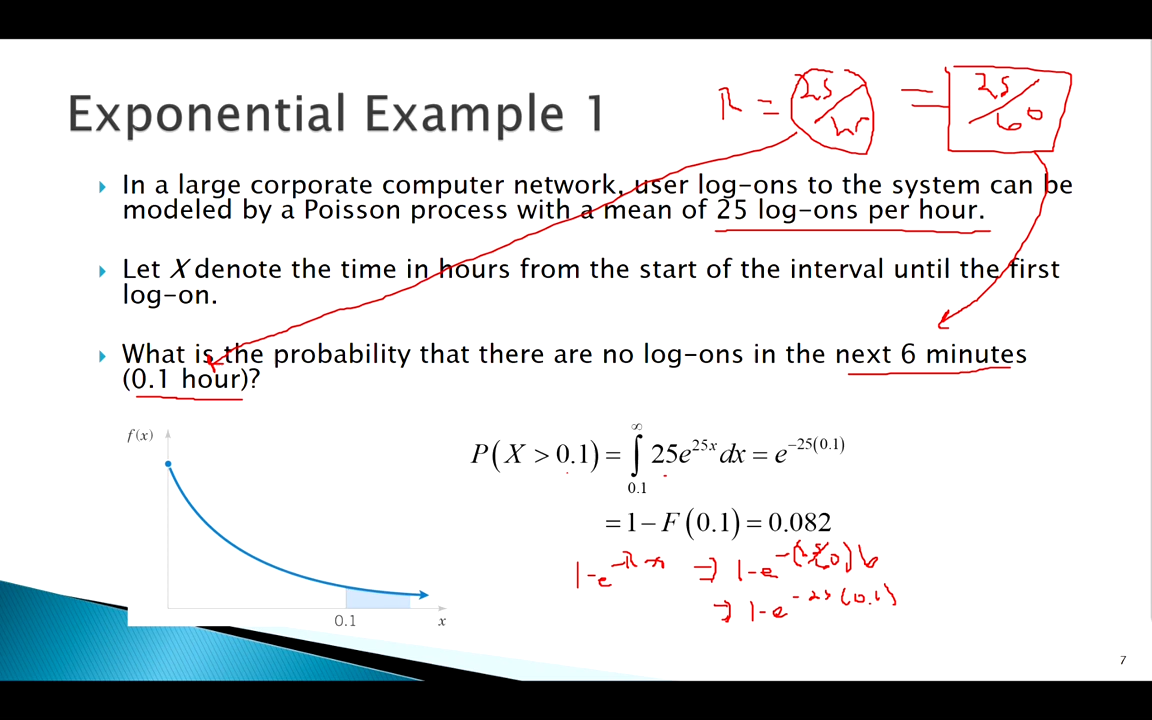 Exponential Example 1
λ = 25/hr = 25/60
In a large corporate computer network, user log-ons to the system can be
modeled by a Poisson process with a mean of 25 log-ons per hour.
Let X denote the time in hours from the start of the interval until the first
log-on.
What is the probability that there are no log-ons in the next 6 minutes
(0.1 hour)?
f(x)
P(X > 0.1) = ∫_{0.1}^{∞} 25e^{25x} dx = e^{−25(0.1)}
= 1 − F(0.1) = 0.082
1-e^{-λx} ⇒ 1-e^{-(25/60)6}
⇒ 1-e^{-25(0.1)}
0.1
x
7